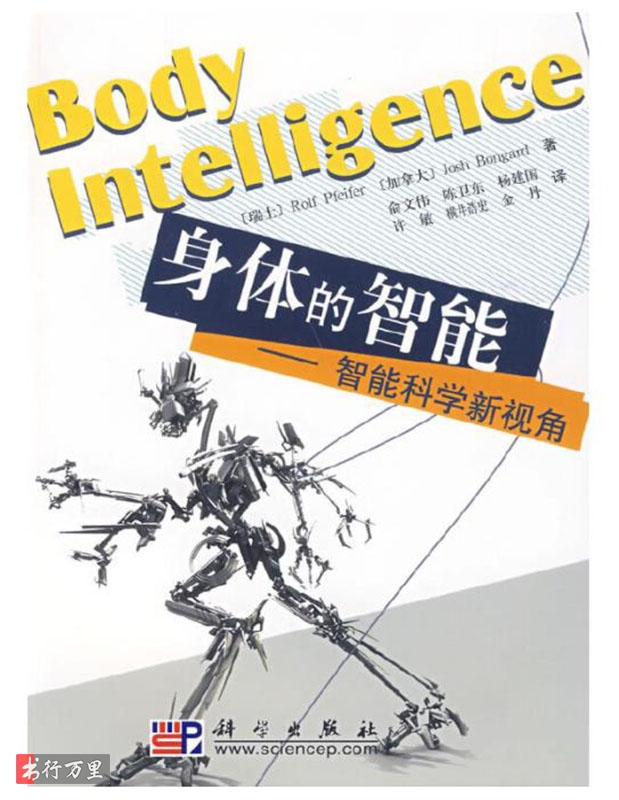 Body
Intelligence
〔瑞士〕Rolf Pfeifer 〔加拿大〕Josh Bongard 著
俞文伟 陈卫东 杨建国
许敏 横井浩史 金丹 译
身体的智能
——智能科学新视角
科学出版社
www.sciencep.com
书行万里